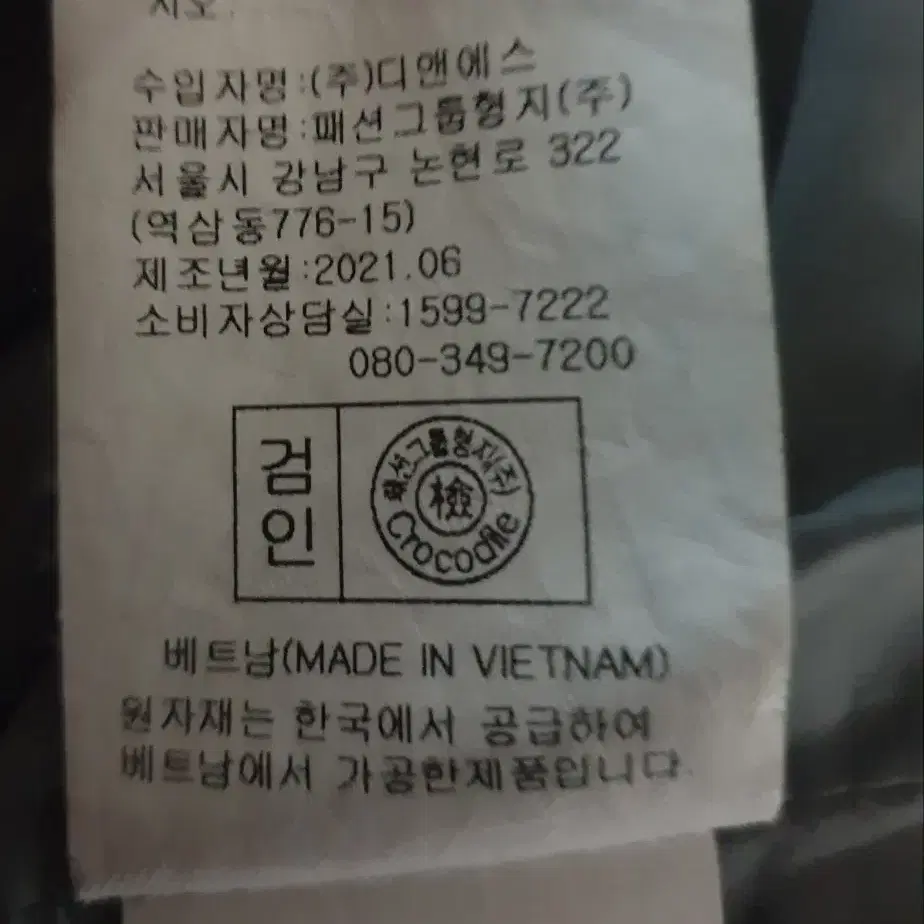 수입자명:(주)디앤에스
판매자명:패션그룹형지(주)
서울시 강남구 논현로 322
(역삼동776-15)
제조년월:2021.06
소비자상담실:1599-7222
080-349-7200
검인
패션그룹형지(주)
檢
Crocodile
베트남(MADE IN VIETNAM)
원자재는 한국에서 공급하여
베트남에서 가공한제품입니다.